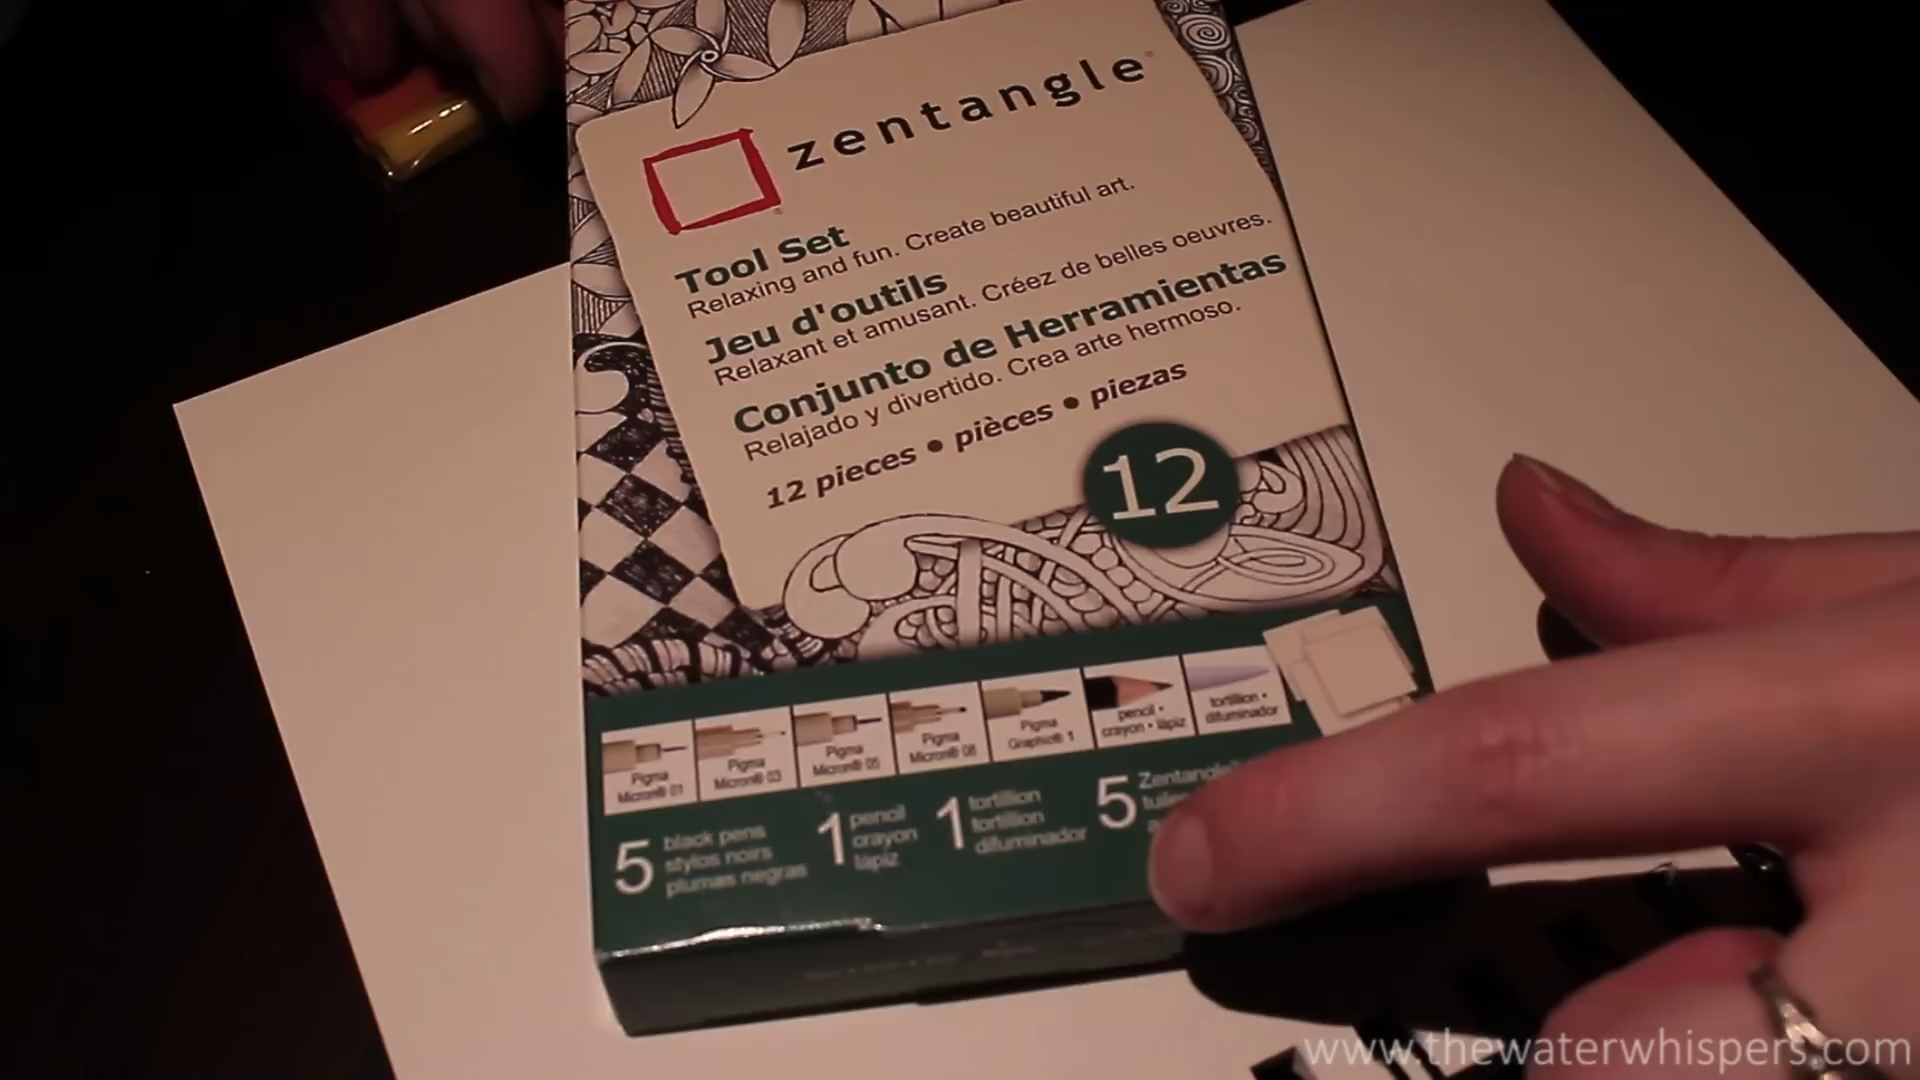 zentangle
Tool Set
Relaxing and fun. Create beautiful art.
Jeu d'outils
Relaxant et amusant. Créez de belles oeuvres.
Conjunto de Herramientas
Relajado y divertido. Crea arte hermoso.
12 pieces • pièces • piezas
12
Pigma
Micron® 01
Pigma
Micron® 03
Pigma
Micron® 05
Pigma
Micron® 08
Pigma
Graphic® 1
pencil •
crayon • lápiz
tortillon •
difuminador
5 black pens
stylos noirs
plumas negras
1 pencil
crayon
lápiz
1 tortillion
tortillon
difuminador
5 Zentangle
www.thewaterwhispers.com